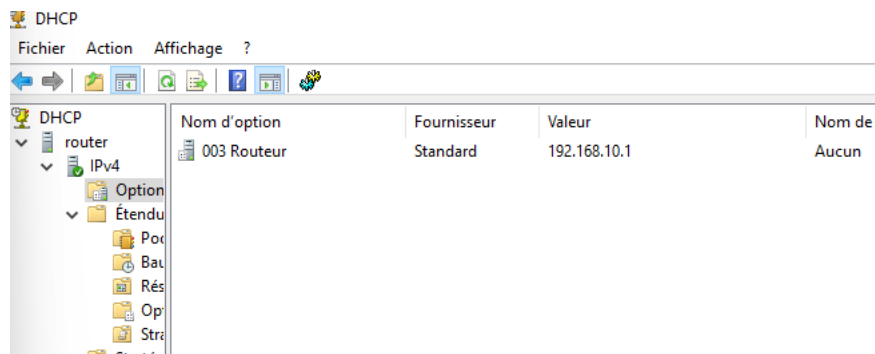 DHCP
Fichier Action Affichage ?
DHCP
router
IPv4
Option
Étendu
Poc
Bau
Rés
Op
Stra
Nom d'option Fournisseur Valeur Nom de
003 Routeur Standard 192.168.10.1 Aucun